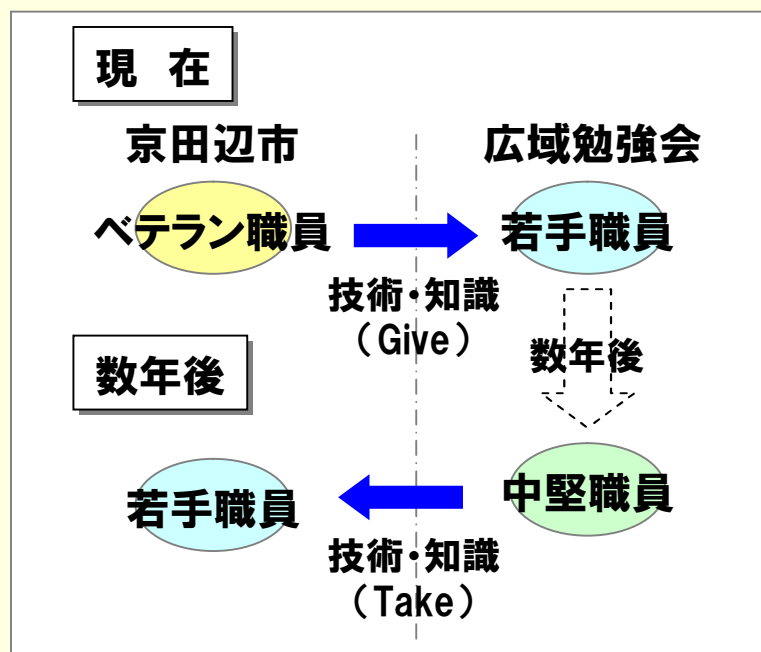 現 在
京田辺市
広域勉強会
ベテラン職員
若手職員
技術・知識
(Give)
数年後
数年後
若手職員
中堅職員
技術・知識
(Take)